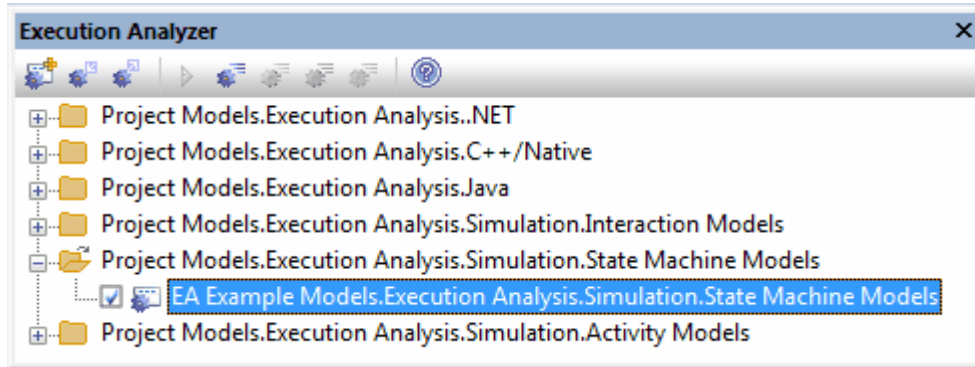 Execution Analyzer
Project Models.Execution Analysis..NET
Project Models.Execution Analysis.C++/Native
Project Models.Execution Analysis.Java
Project Models.Execution Analysis.Simulation.Interaction Models
Project Models.Execution Analysis.Simulation.State Machine Models
EA Example Models.Execution Analysis.Simulation.State Machine Models
Project Models.Execution Analysis.Simulation.Activity Models